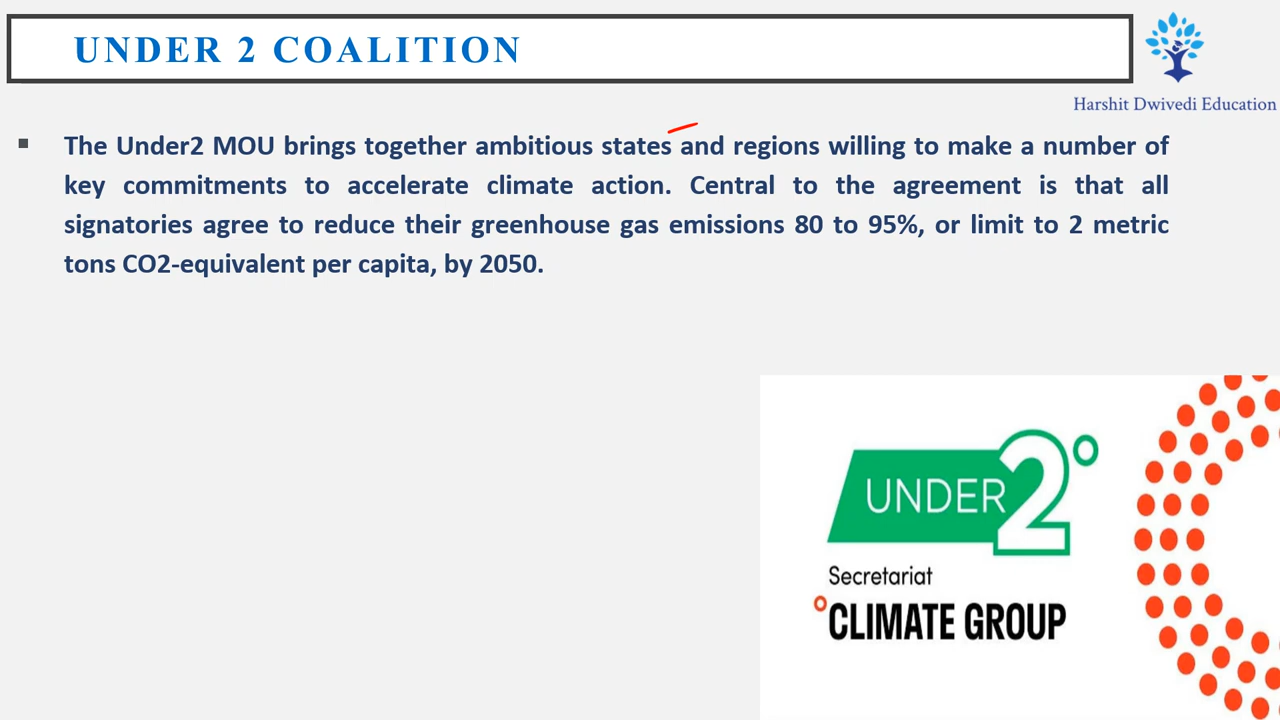 UNDER 2 COALITION
Harshit Dwivedi Education
▪ The Under2 MOU brings together ambitious states and regions willing to make a number of
key commitments to accelerate climate action. Central to the agreement is that all
signatories agree to reduce their greenhouse gas emissions 80 to 95%, or limit to 2 metric
tons CO2-equivalent per capita, by 2050.
UNDER2°
Secretariat
°CLIMATE GROUP